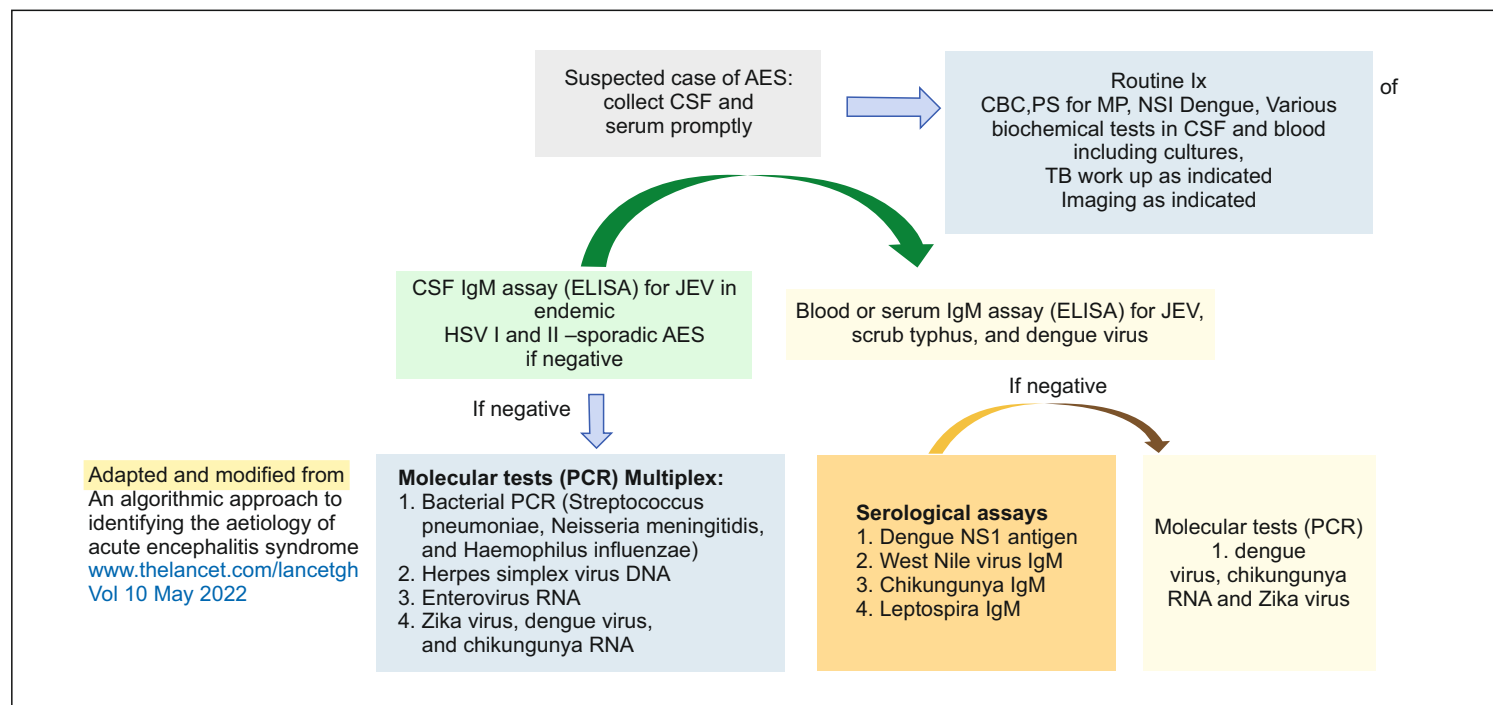 Suspected case of AES:
collect CSF and
serum promptly
Routine Ix
CBC,PS for MP, NSI Dengue, Various
biochemical tests in CSF and blood
including cultures,
TB work up as indicated
Imaging as indicated
of
CSF IgM assay (ELISA) for JEV in
endemic
HSV I and II –sporadic AES
if negative
Blood or serum IgM assay (ELISA) for JEV,
scrub typhus, and dengue virus
If negative
If negative
Adapted and modified from
An algorithmic approach to
identifying the aetiology of
acute encephalitis syndrome
www.thelancet.com/lancetgh
Vol 10 May 2022
Molecular tests (PCR) Multiplex:
1. Bacterial PCR (Streptococcus
pneumoniae, Neisseria meningitidis,
and Haemophilus influenzae)
2. Herpes simplex virus DNA
3. Enterovirus RNA
4. Zika virus, dengue virus,
and chikungunya RNA
Serological assays
1. Dengue NS1 antigen
2. West Nile virus IgM
3. Chikungunya IgM
4. Leptospira IgM
Molecular tests (PCR)
1. dengue
virus, chikungunya
RNA and Zika virus